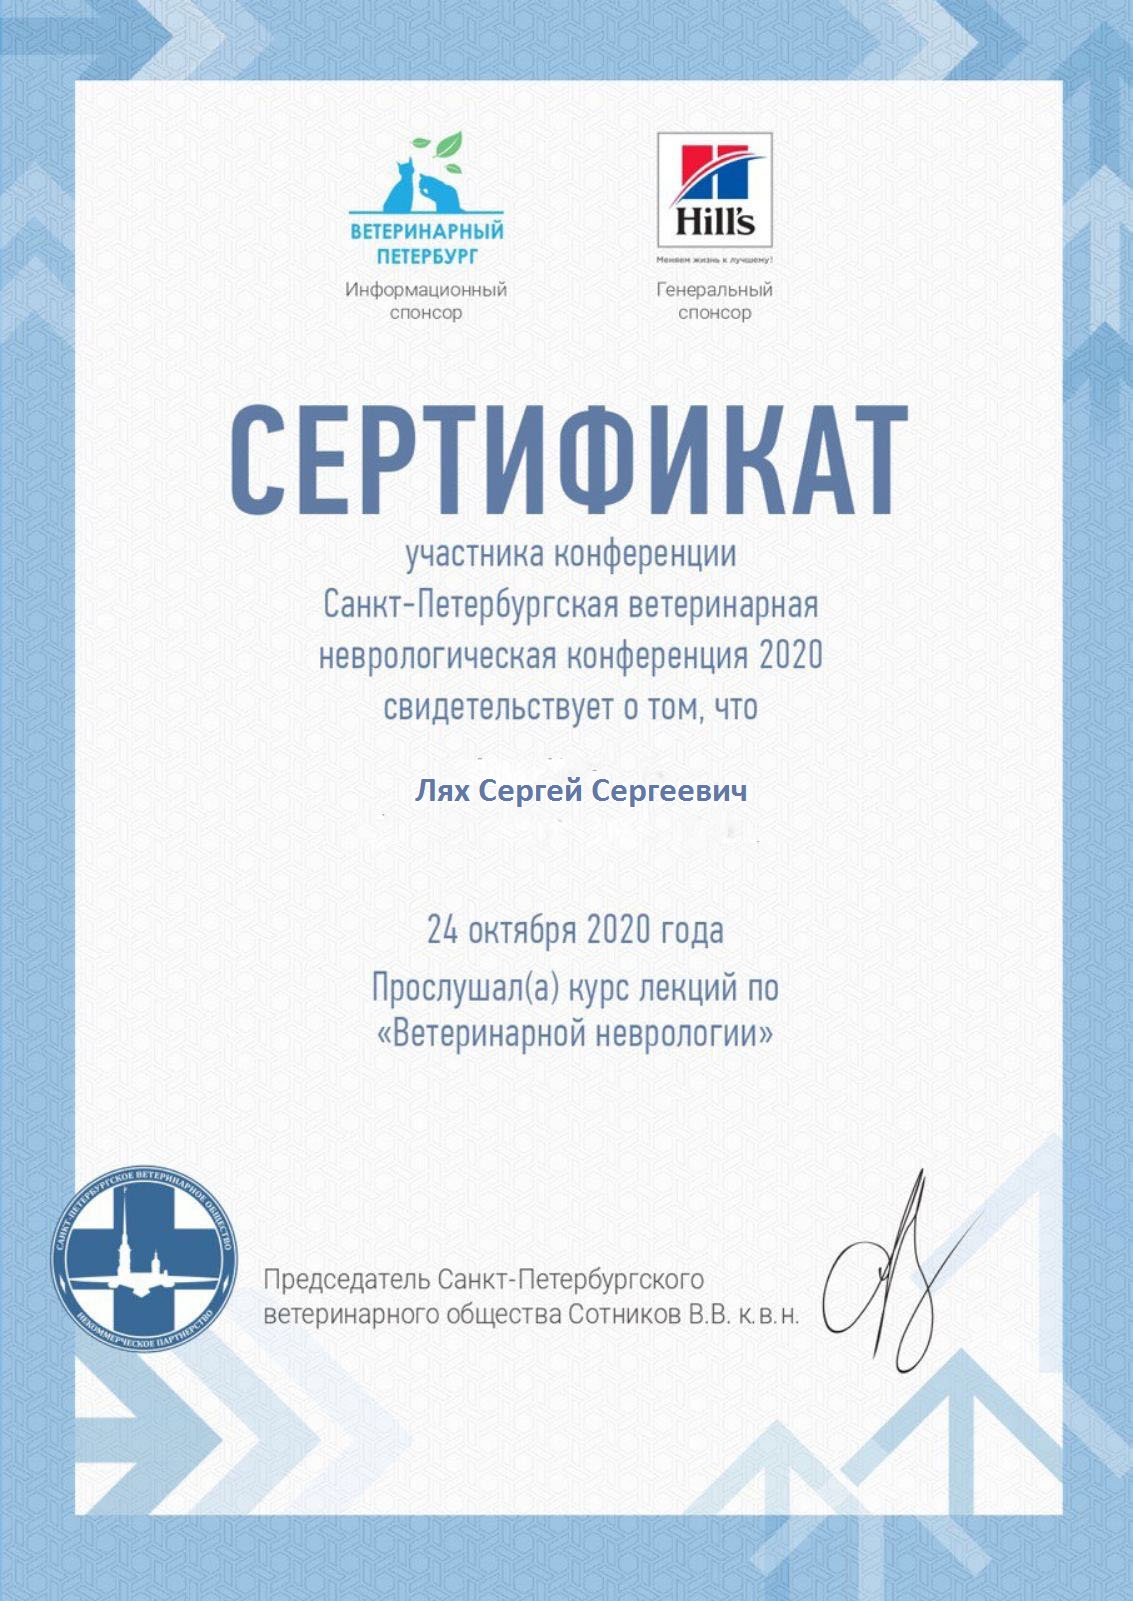 ВЕТЕРИНАРНЫЙ
ПЕТЕРБУРГ
Информационный
спонсор
Hill's
Меняем жизнь к лучшему!
Генеральный
спонсор
СЕРТИФИКАТ
участника конференции
Санкт-Петербургская ветеринарная
неврологическая конференция 2020
свидетельствует о том, что
Лях Сергей Сергеевич
24 октября 2020 года
Прослушал(а) курс лекций по
«Ветеринарной неврологии»
САНКТ-ПЕТЕРБУРГСКОЕ ВЕТЕРИНАРНОЕ ОБЩЕСТВО
НЕКОММЕРЧЕСКОЕ ПАРТНЕРСТВО
Председатель Санкт-Петербургского
ветеринарного общества Сотников В.В. к.в.н.